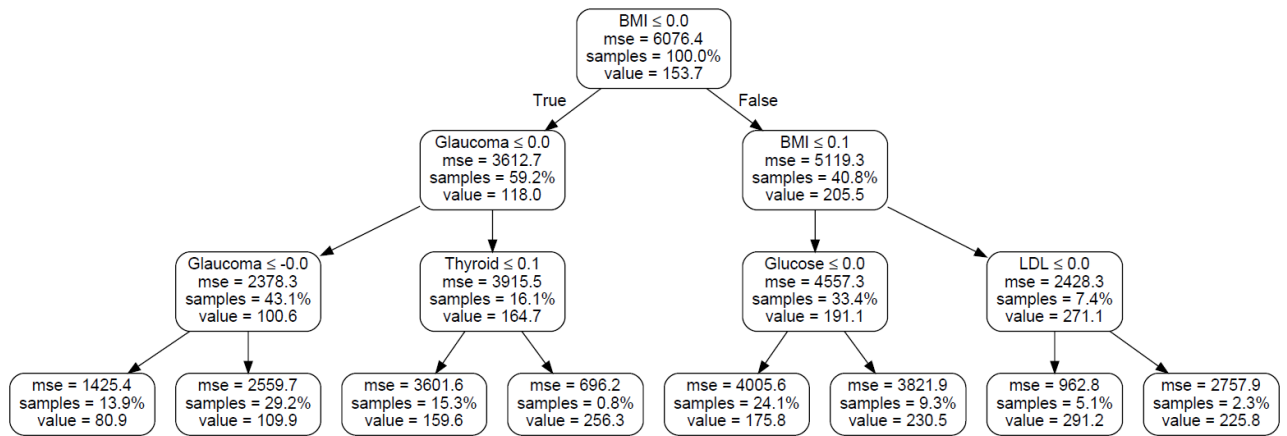 BMI ≤ 0.0
mse = 6076.4
samples = 100.0%
value = 153.7
True
False
Glaucoma ≤ 0.0
mse = 3612.7
samples = 59.2%
value = 118.0
BMI ≤ 0.1
mse = 5119.3
samples = 40.8%
value = 205.5
Glaucoma ≤ -0.0
mse = 2378.3
samples = 43.1%
value = 100.6
Thyroid ≤ 0.1
mse = 3915.5
samples = 16.1%
value = 164.7
Glucose ≤ 0.0
mse = 4557.3
samples = 33.4%
value = 191.1
LDL ≤ 0.0
mse = 2428.3
samples = 7.4%
value = 271.1
mse = 1425.4
samples = 13.9%
value = 80.9
mse = 2559.7
samples = 29.2%
value = 109.9
mse = 3601.6
samples = 15.3%
value = 159.6
mse = 696.2
samples = 0.8%
value = 256.3
mse = 4005.6
samples = 24.1%
value = 175.8
mse = 3821.9
samples = 9.3%
value = 230.5
mse = 962.8
samples = 5.1%
value = 291.2
mse = 2757.9
samples = 2.3%
value = 225.8